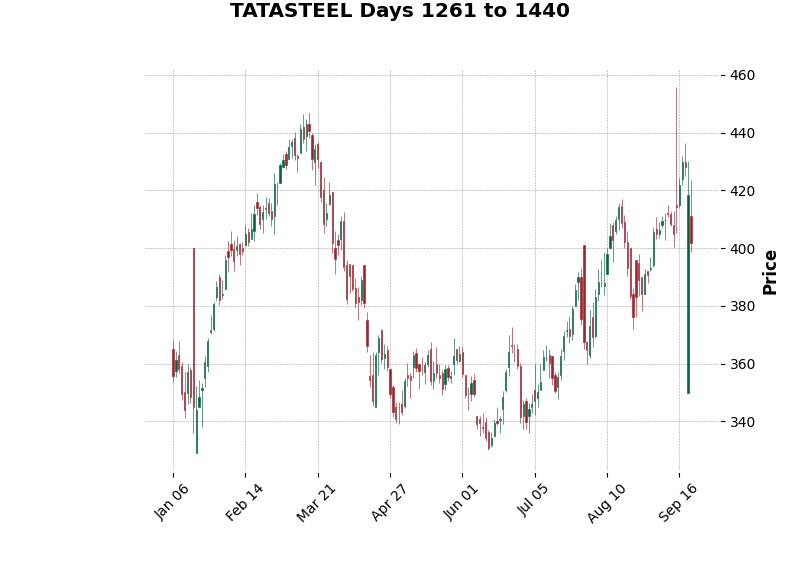 TATASTEEL Days 1261 to 1440
460
440
420
400
380
360
340
Price
Jan 06
Feb 14
Mar 21
Apr 27
Jun 01
Jul 05
Aug 10
Sep 16